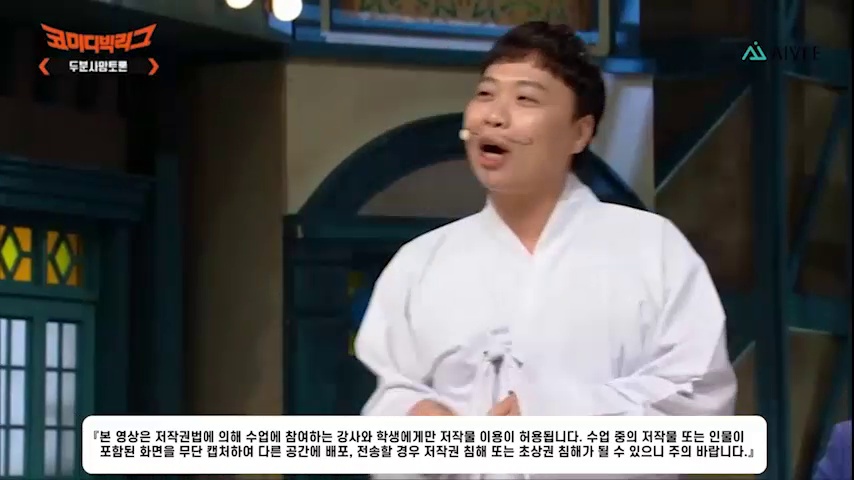 코미디빅리그
두분사망토론
AIVLE
『본 영상은 저작권법에 의해 수업에 참여하는 강사와 학생에게만 저작물 이용이 허용됩니다. 수업 중의 저작물 또는 인물이
포함된 화면을 무단 캡처하여 다른 공간에 배포, 전송할 경우 저작권 침해 또는 초상권 침해가 될 수 있으니 주의 바랍니다.』